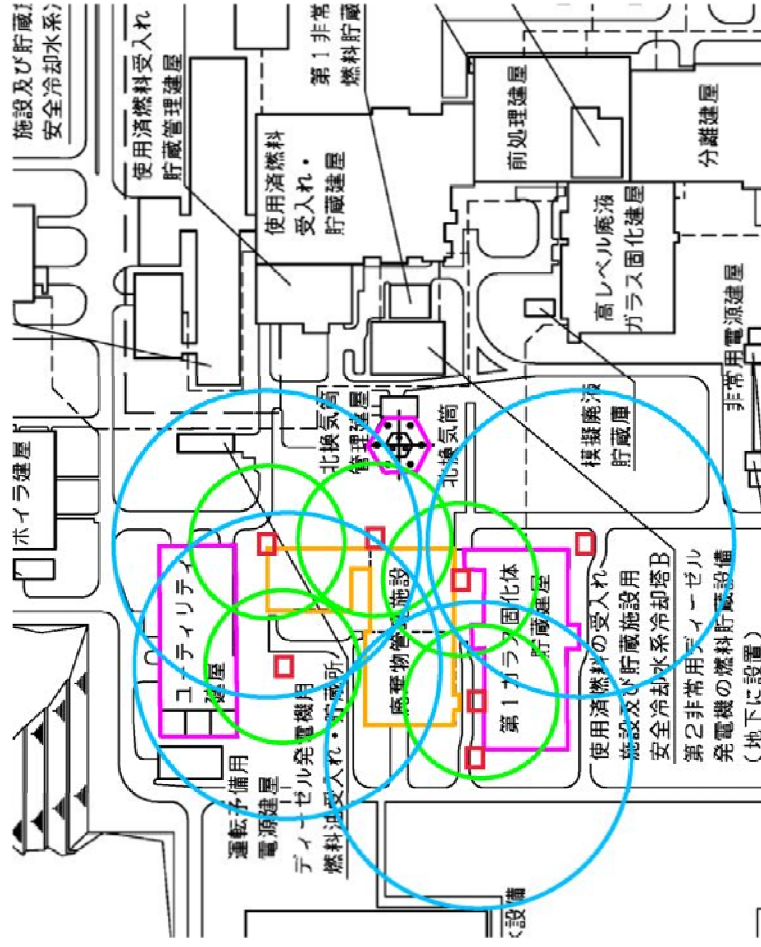 施設及び貯蔵
安全冷却水系冷
使用済燃料受入れ・
貯蔵管理建屋
第1非常
燃料貯蔵
使用済燃料
受入れ・
貯蔵建屋
前処理建屋
分離建屋
高レベル廃液
ガラス固化建屋
非常用電源建屋
ボイラ建屋
北換気筒
管理建屋
北換気筒
模擬廃液
貯蔵庫
ユーティリティ
建屋
廃棄物管理施設
第1ガラス固化体
貯蔵建屋
使用済燃料の受入れ
施設及び貯蔵施設用
安全冷却水系冷却塔B
第2非常用ディーゼル
発電機の燃料貯蔵設備
(地下に設置)
運転予備用
電源建屋
ディーゼル発電機用
燃料油受入れ・貯蔵所
設備